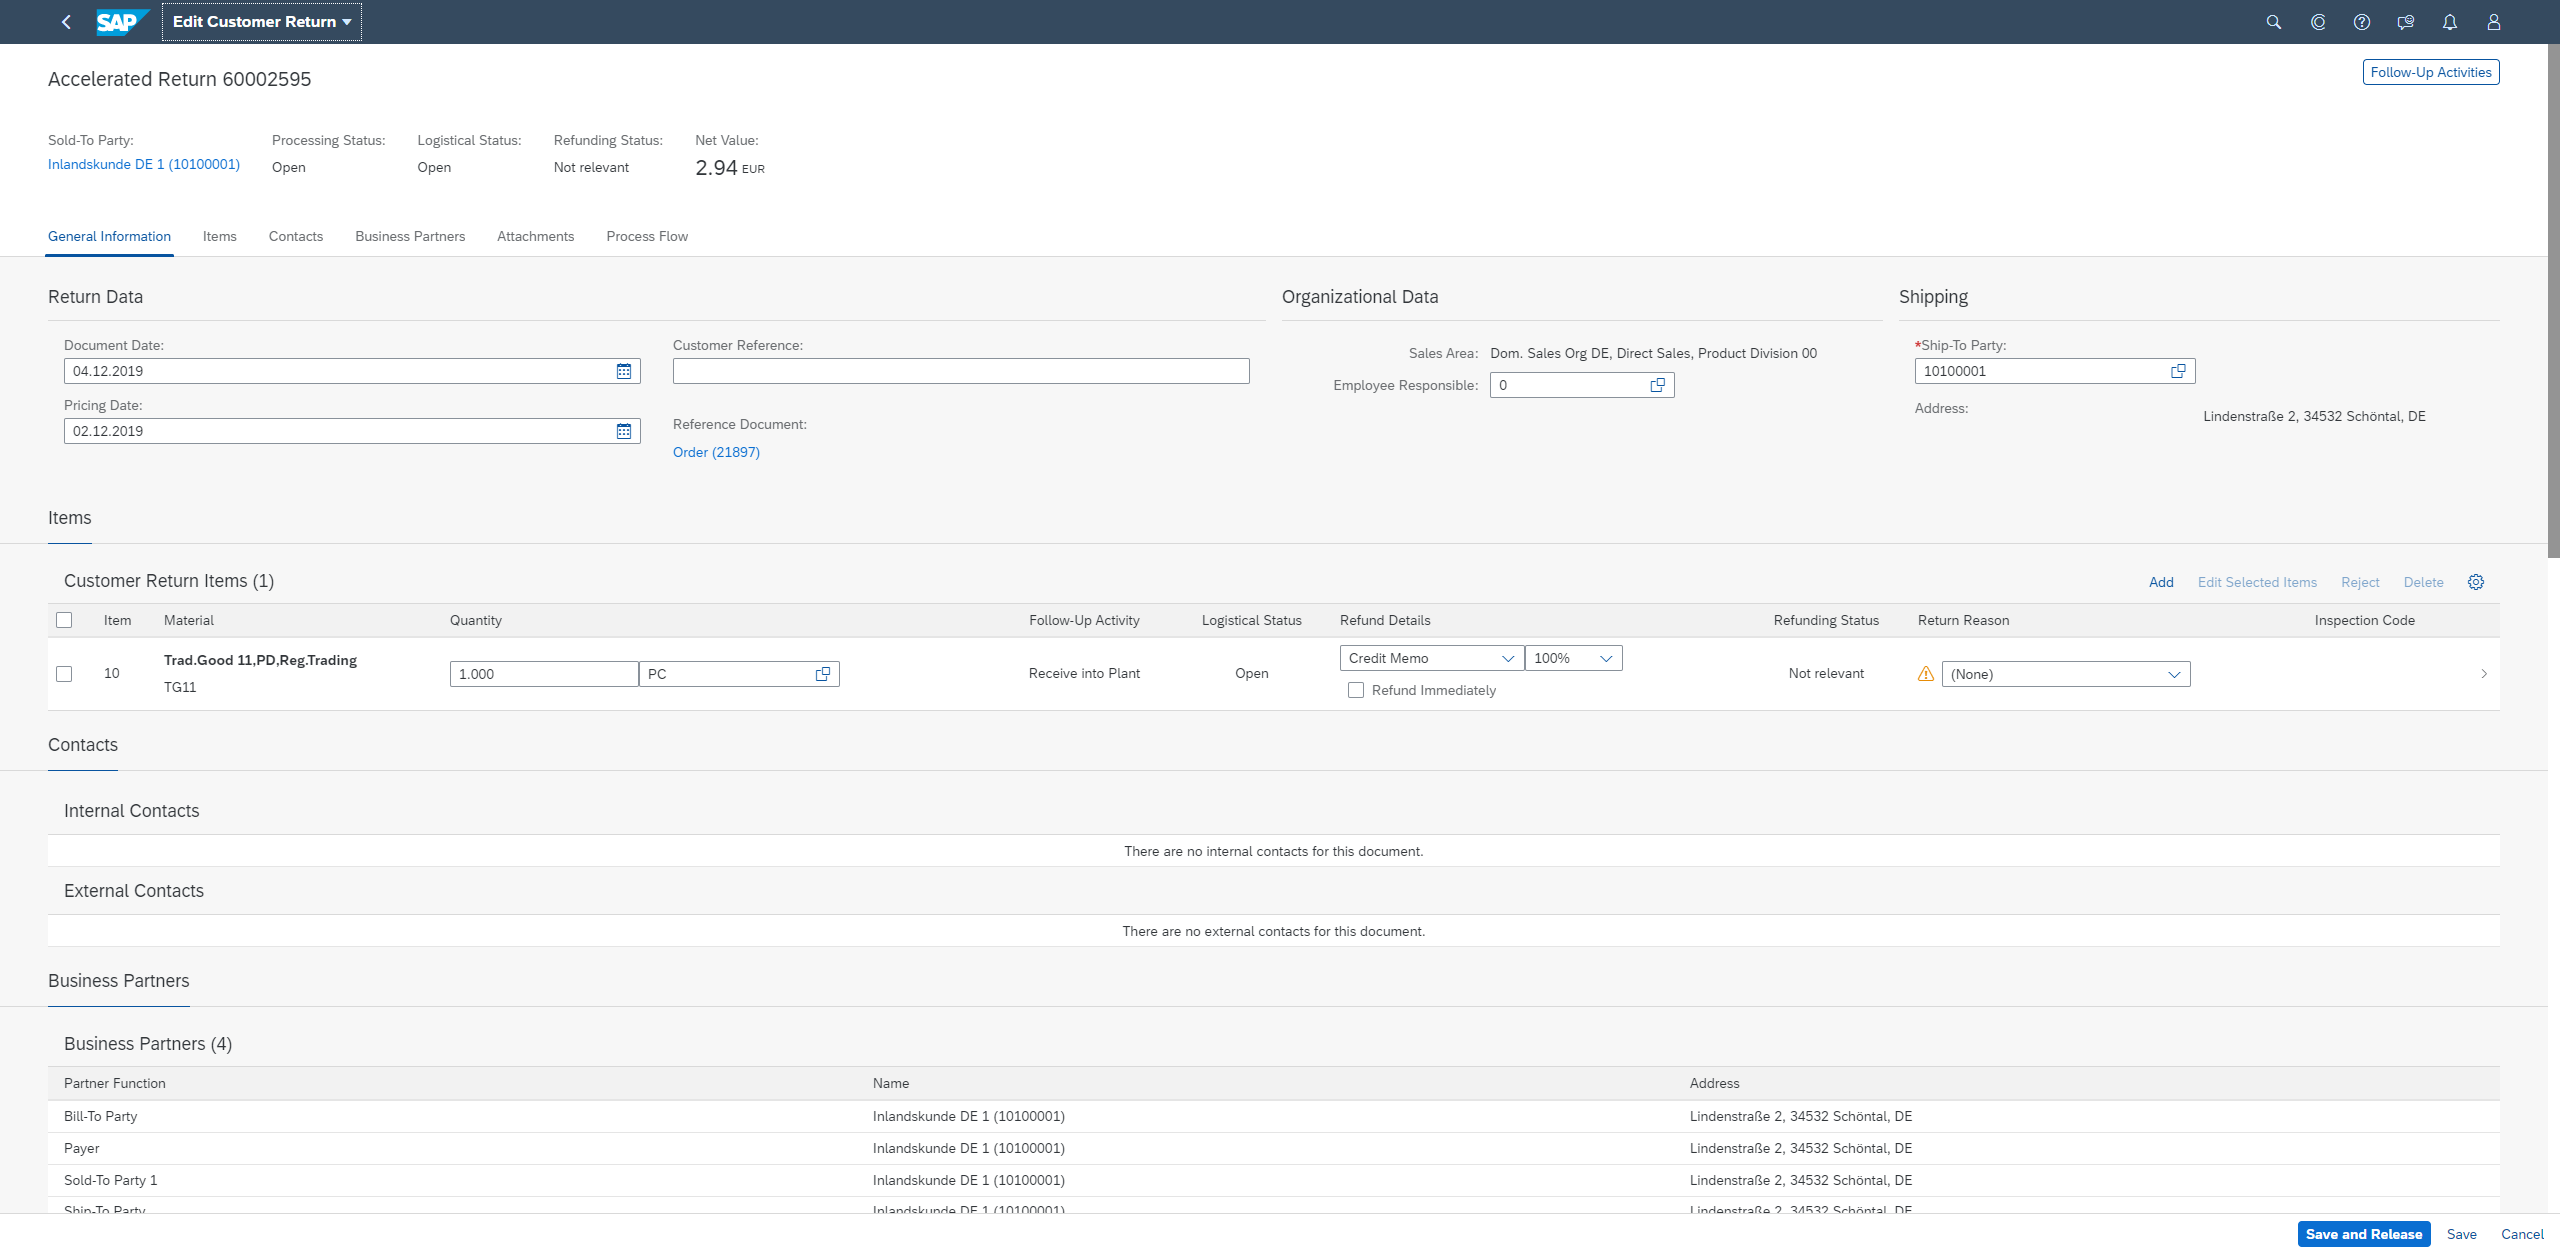 SAP Edit Customer Return
Accelerated Return 60002595
Follow-Up Activities
Sold-To Party: Processing Status: Logistical Status: Refunding Status: Net Value:
Inlandskunde DE 1 (10100001) Open Open Not relevant 2.94 EUR
General Information Items Contacts Business Partners Attachments Process Flow
Return Data
Document Date:
04.12.2019
Pricing Date:
02.12.2019
Customer Reference:
Reference Document:
Order (21897)
Organizational Data
Sales Area: Dom. Sales Org DE, Direct Sales, Product Division 00
Employee Responsible: 0
Shipping
*Ship-To Party:
10100001
Address:
Lindenstraße 2, 34532 Schöntal, DE
Items
Customer Return Items (1) Add Edit Selected Items Reject Delete
Item Material Quantity Follow-Up Activity Logistical Status Refund Details Refunding Status Return Reason Inspection Code
10 Trad.Good 11,PD,Reg.Trading 1.000 PC Receive into Plant Open Credit Memo 100% Not relevant (None)
TG11 Refund Immediately
Contacts
Internal Contacts
There are no internal contacts for this document.
External Contacts
There are no external contacts for this document.
Business Partners
Business Partners (4)
Partner Function Name Address
Bill-To Party Inlandskunde DE 1 (10100001) Lindenstraße 2, 34532 Schöntal, DE
Payer Inlandskunde DE 1 (10100001) Lindenstraße 2, 34532 Schöntal, DE
Sold-To Party 1 Inlandskunde DE 1 (10100001) Lindenstraße 2, 34532 Schöntal, DE
Ship-To Party Inlandskunde DE 1 (10100001) Lindenstraße 2, 34532 Schöntal, DE
Save and Release Save Cancel